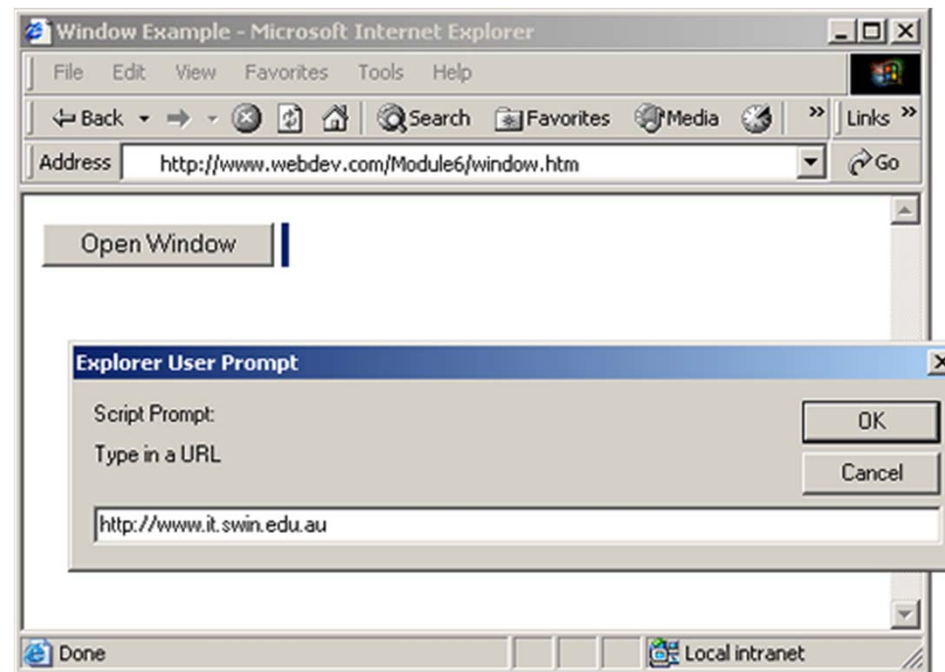 Window Example - Microsoft Internet Explorer
File Edit View Favorites Tools Help
Back Search Favorites Media » Links »
Address http://www.webdev.com/Module6/window.htm Go
Open Window
Explorer User Prompt
Script Prompt:
OK
Type in a URL
Cancel
http://www.it.swin.edu.au
Done Local intranet